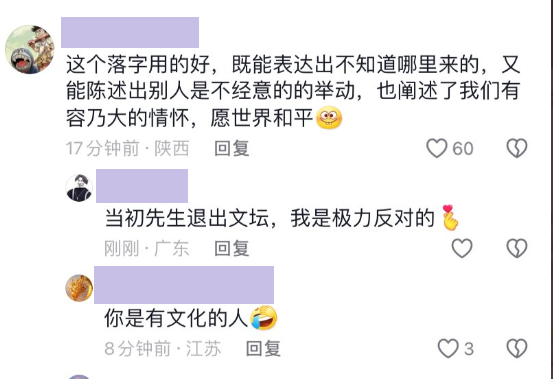 这个落字用的好，既能表达出不知道哪里来的，又
能陈述出别人是不经意的的举动，也阐述了我们有
容乃大的情怀，愿世界和平
17分钟前·陕西 回复 60
当初先生退出文坛，我是极力反对的
刚刚·广东 回复
你是有文化的人
8分钟前·江苏 回复 3